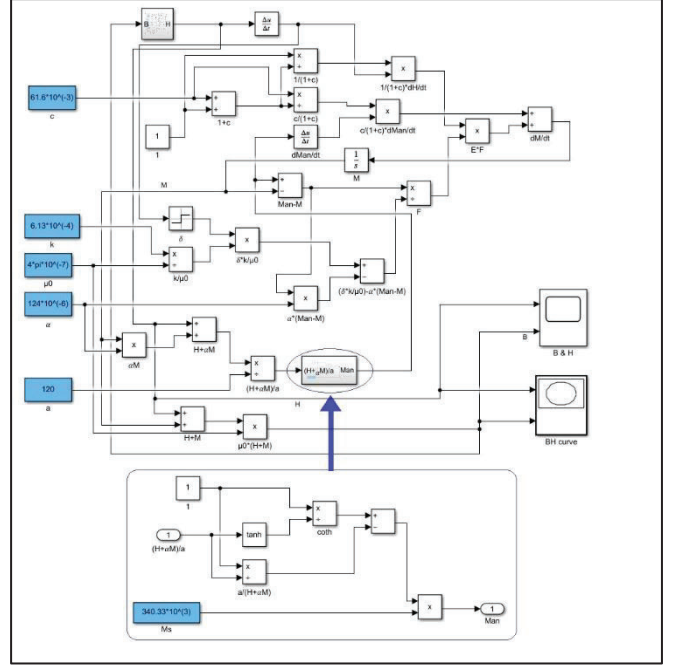 B H
Δu
Δt
x
÷
1/(1+c)
x
1/(1+c)*dH/dt
61.6*10^(-3)
c
+
+
1+c
x
÷
c/(1+c)
x
c/(1+c)*dMan/dt
+
+
dM/dt
1
1
Δu
Δt
dMan/dt
x
E*F
1
s
M
M
+
−
Man-M
x
÷
F
6.13*10^(-4)
k
δ
x
δ*k/μ0
4*pi*10^(-7)
μ0
x
÷
k/μ0
+
−
(δ*k/μ0)-α*(Man-M)
124*10^(-6)
α
x
α*(Man-M)
B
B & H
x
αM
+
+
H+αM
x
÷
(H+αM)/a
(H+αM)/a Man
120
a
H
+
+
H+M
x
μ0*(H+M)
BH curve
1
1
x
÷
coth
+
−
1
(H+αM)/a
tanh
x
÷
a/(H+αM)
340.33*10^(3)
Ms
x
1
Man